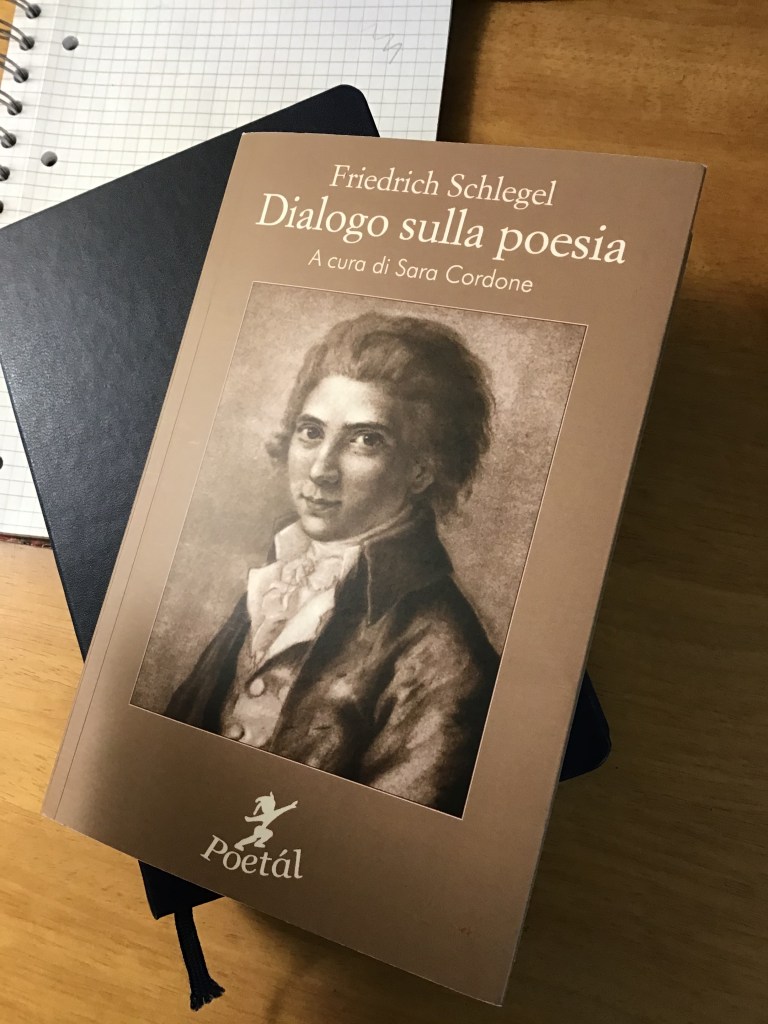 Friedrich Schlegel
Dialogo sulla poesia
A cura di Sara Cordone
Poetál